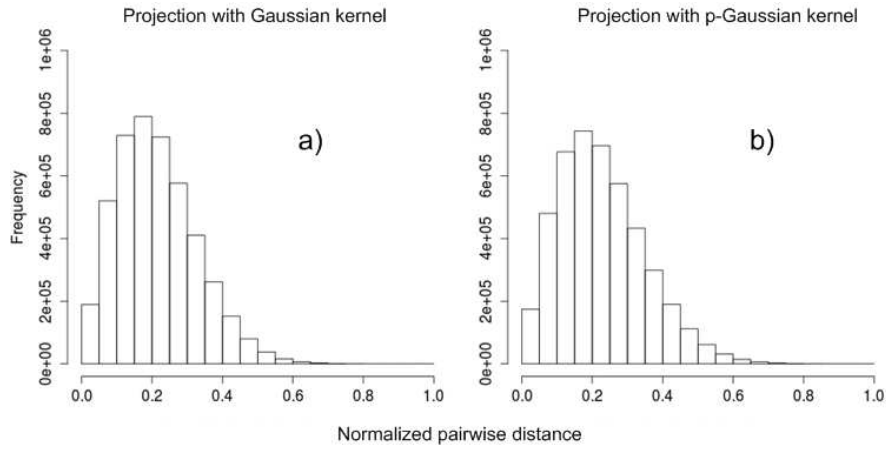 Projection with Gaussian kernel
Projection with p-Gaussian kernel
1e+06
8e+05
6e+05
4e+05
2e+05
0e+00
Frequency
a)
0.0 0.2 0.4 0.6 0.8 1.0
1e+06
8e+05
6e+05
4e+05
2e+05
0e+00
b)
0.0 0.2 0.4 0.6 0.8 1.0
Normalized pairwise distance